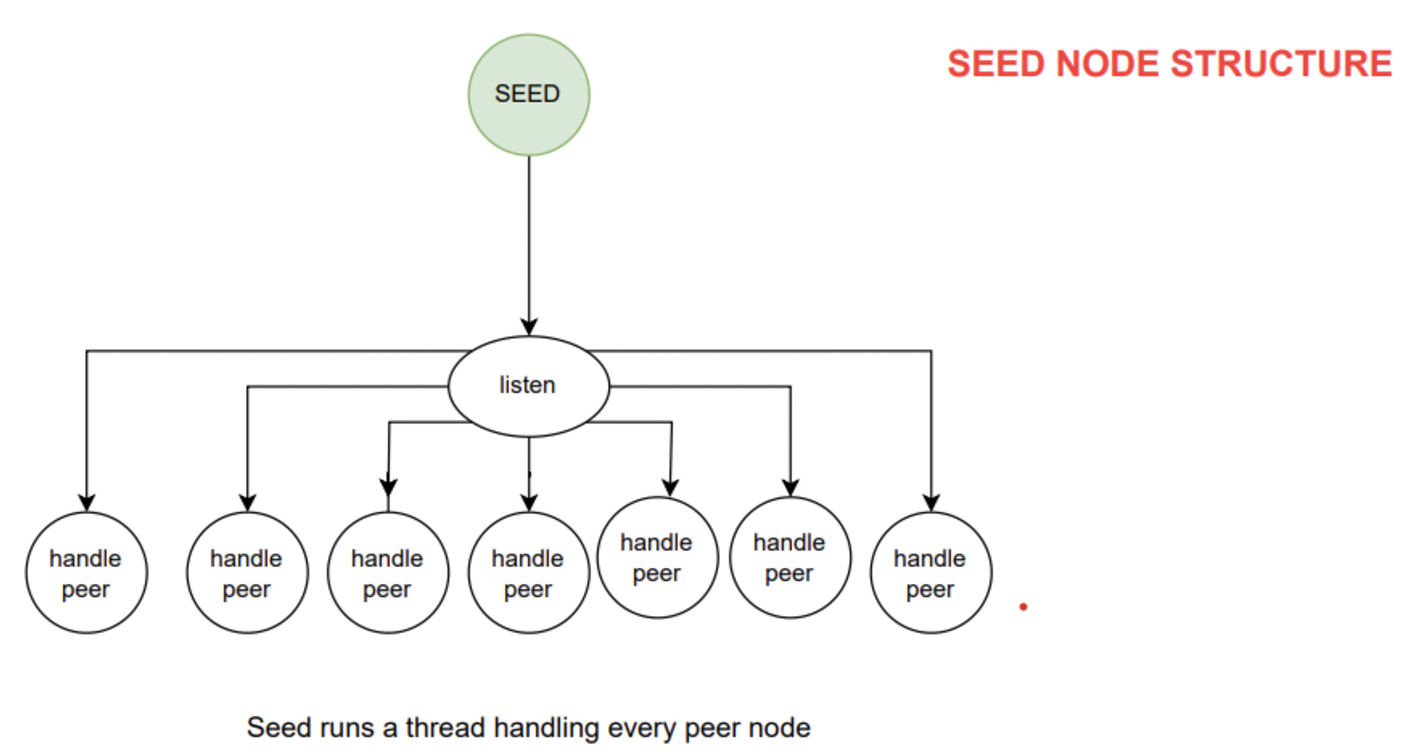 SEED
SEED NODE STRUCTURE
listen
handle
peer
handle
peer
handle
peer
handle
peer
handle
peer
handle
peer
handle
peer
Seed runs a thread handling every peer node